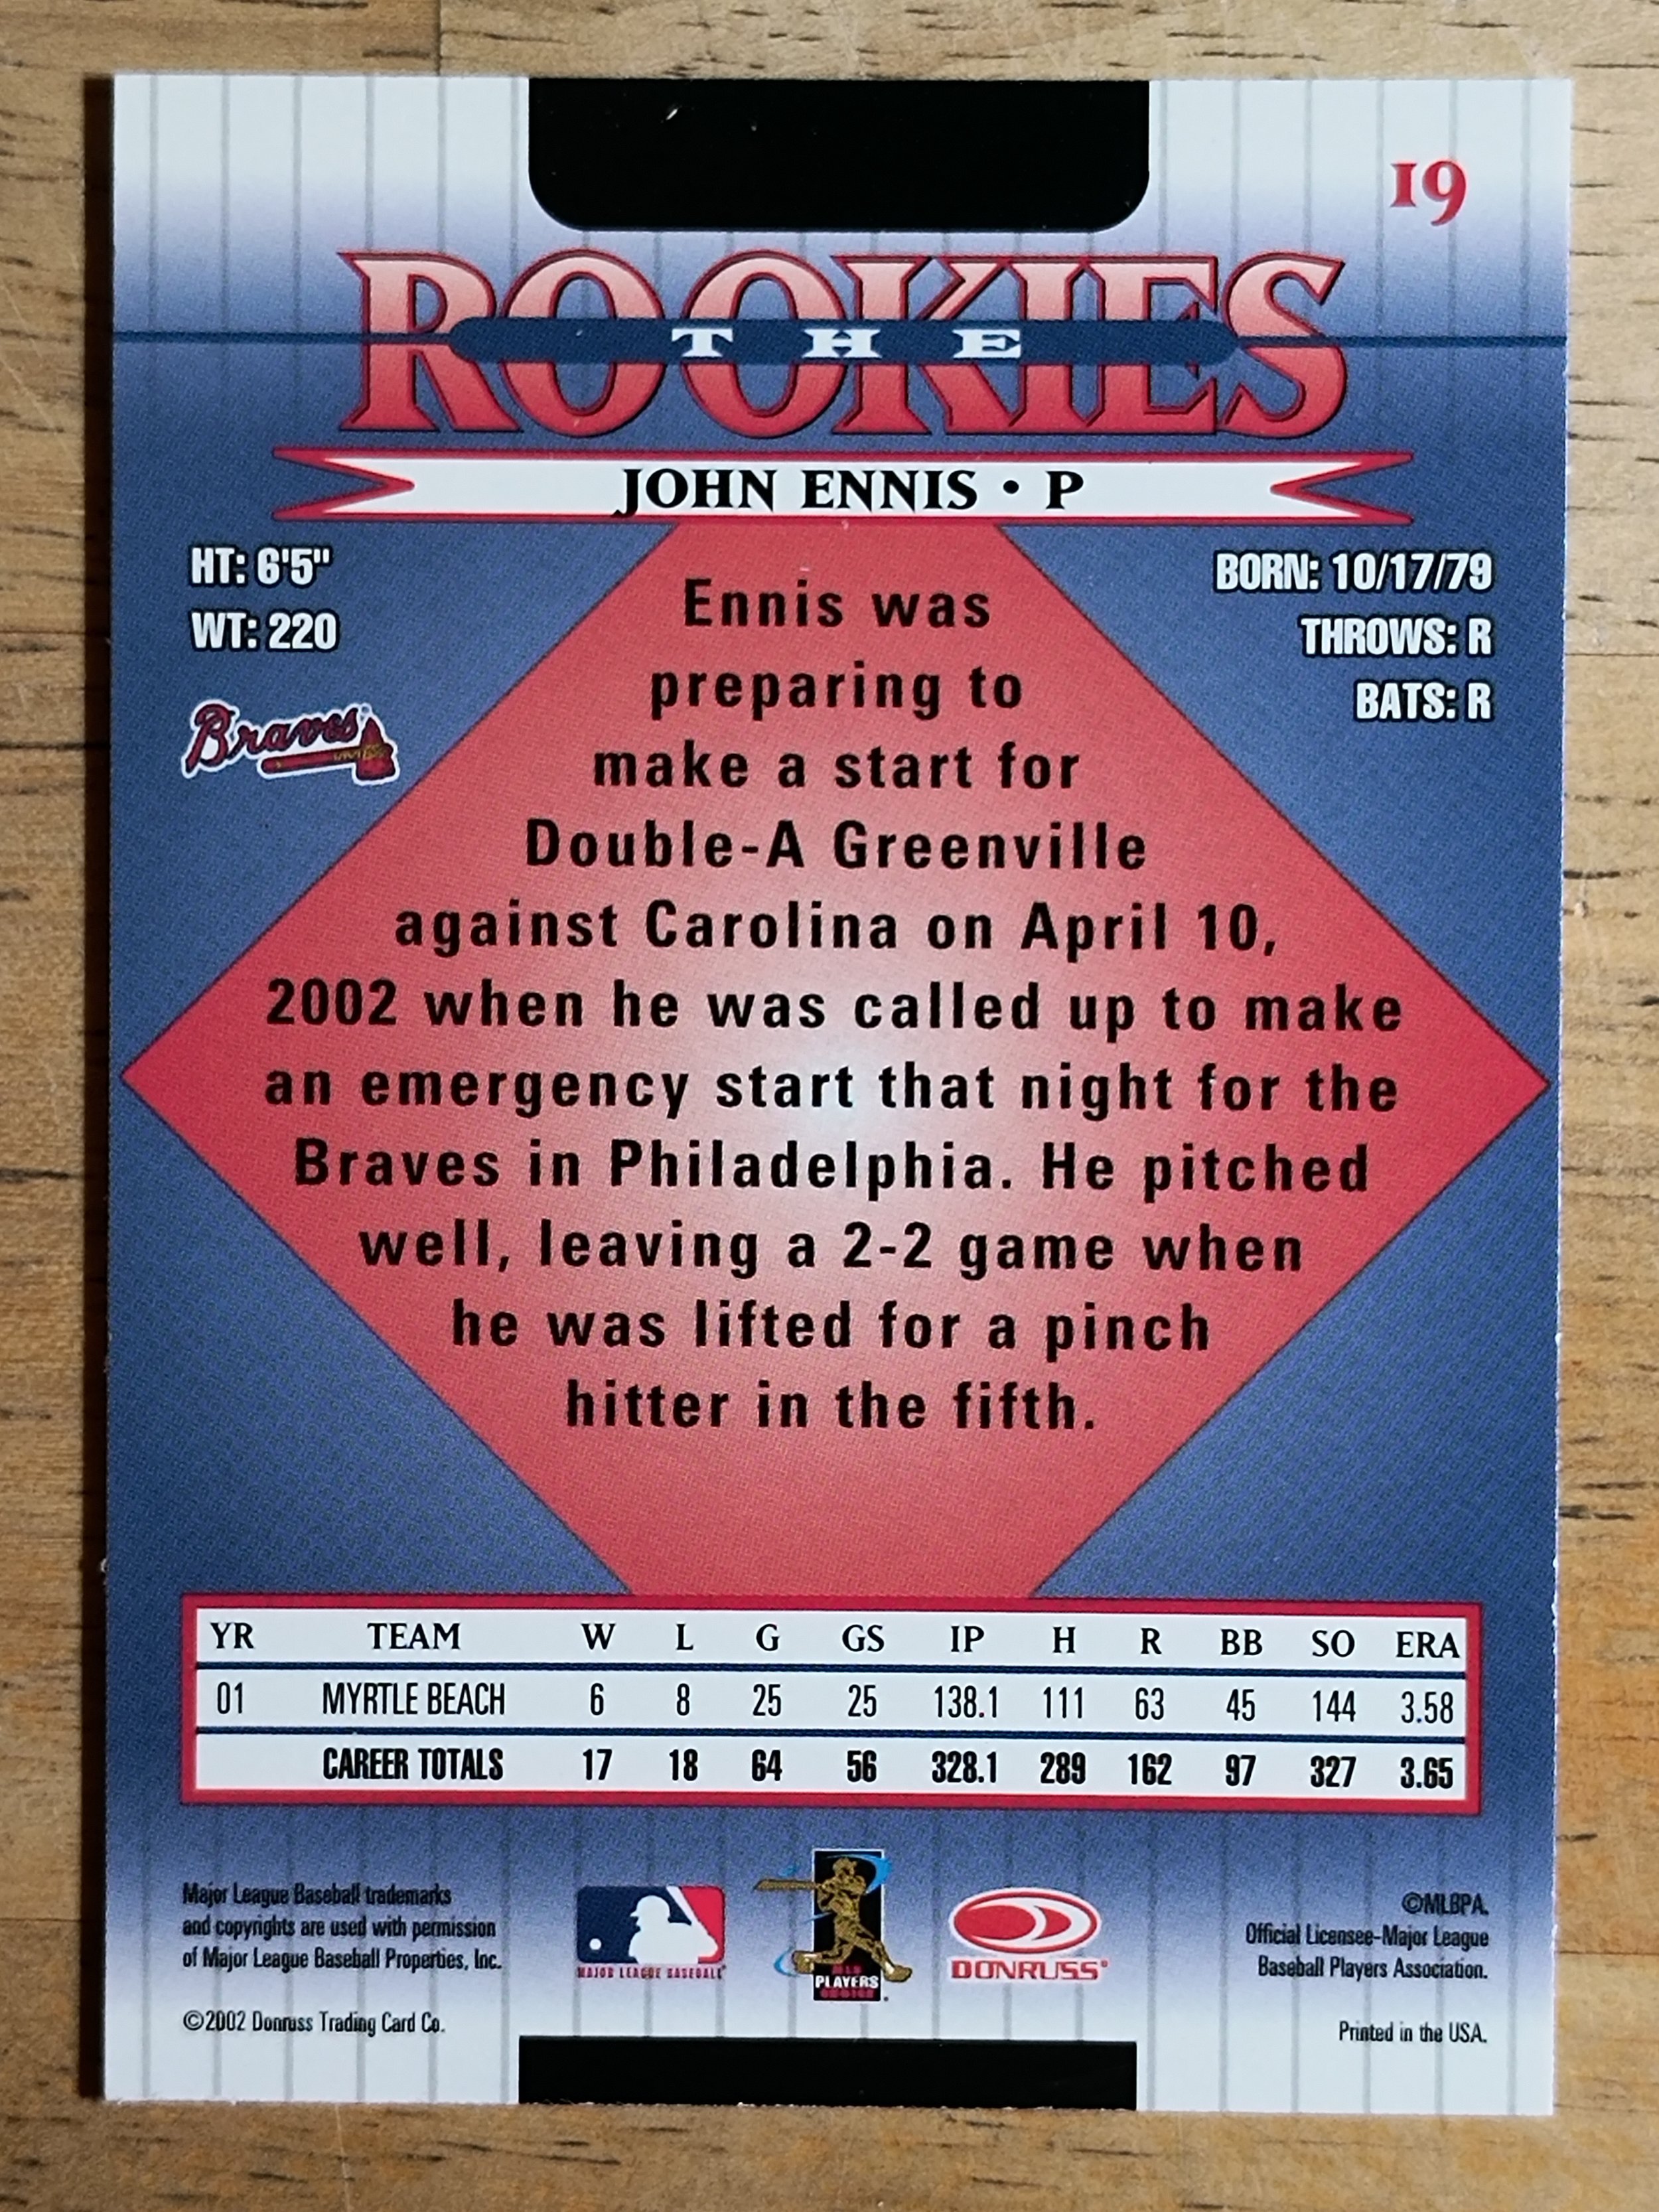 19
ROOKIES
THE
JOHN ENNIS • P
HT: 6'5"
WT: 220
Braves
BORN: 10/17/79
THROWS: R
BATS: R
Ennis was
preparing to
make a start for
Double-A Greenville
against Carolina on April 10,
2002 when he was called up to make
an emergency start that night for the
Braves in Philadelphia. He pitched
well, leaving a 2-2 game when
he was lifted for a pinch
hitter in the fifth.
YR TEAM W L G GS IP H R BB SO ERA
01 MYRTLE BEACH 6 8 25 25 138.1 111 63 45 144 3.58
CAREER TOTALS 17 18 64 56 328.1 289 162 97 327 3.65
Major League Baseball trademarks
and copyrights are used with permission
of Major League Baseball Properties, Inc.
©2002 Donruss Trading Card Co.
MAJOR LEAGUE BASEBALL
PLAYERS
DONRUSS®
©MLBPA.
Official Licensee-Major League
Baseball Players Association.
Printed in the USA.